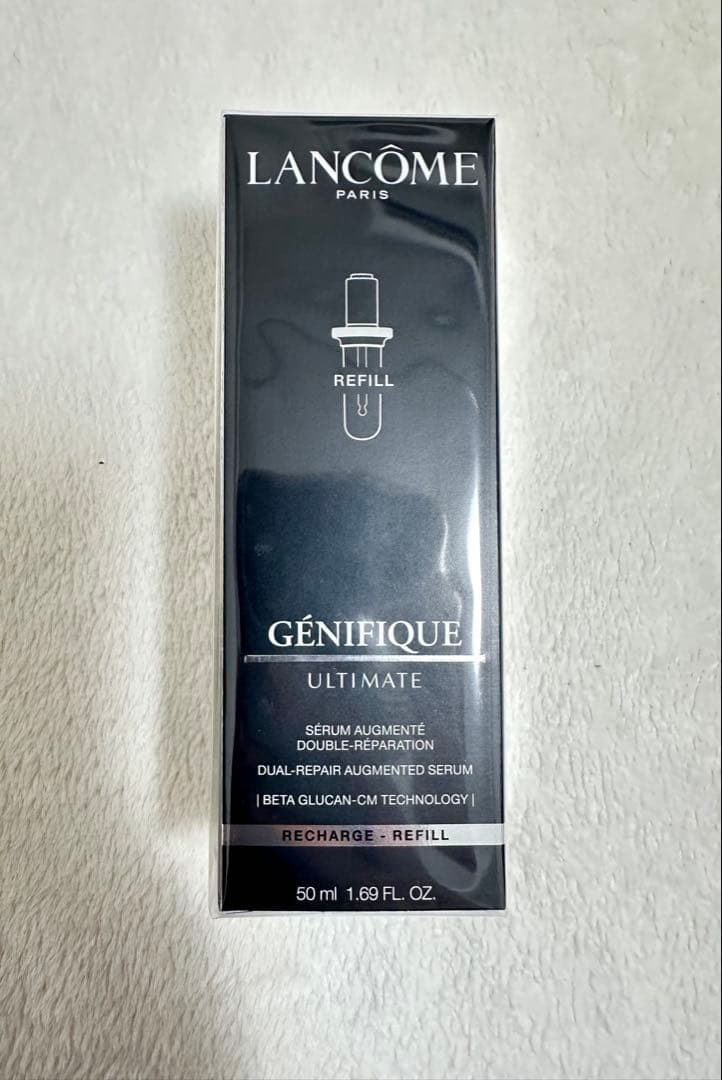 LANCÔME
PARIS
REFILL
GÉNIFIQUE
ULTIMATE
SÉRUM AUGMENTÉ
DOUBLE-RÉPARATION
DUAL-REPAIR AUGMENTED SERUM
| BETA GLUCAN-CM TECHNOLOGY |
RECHARGE - REFILL
50 ml 1.69 FL. OZ.